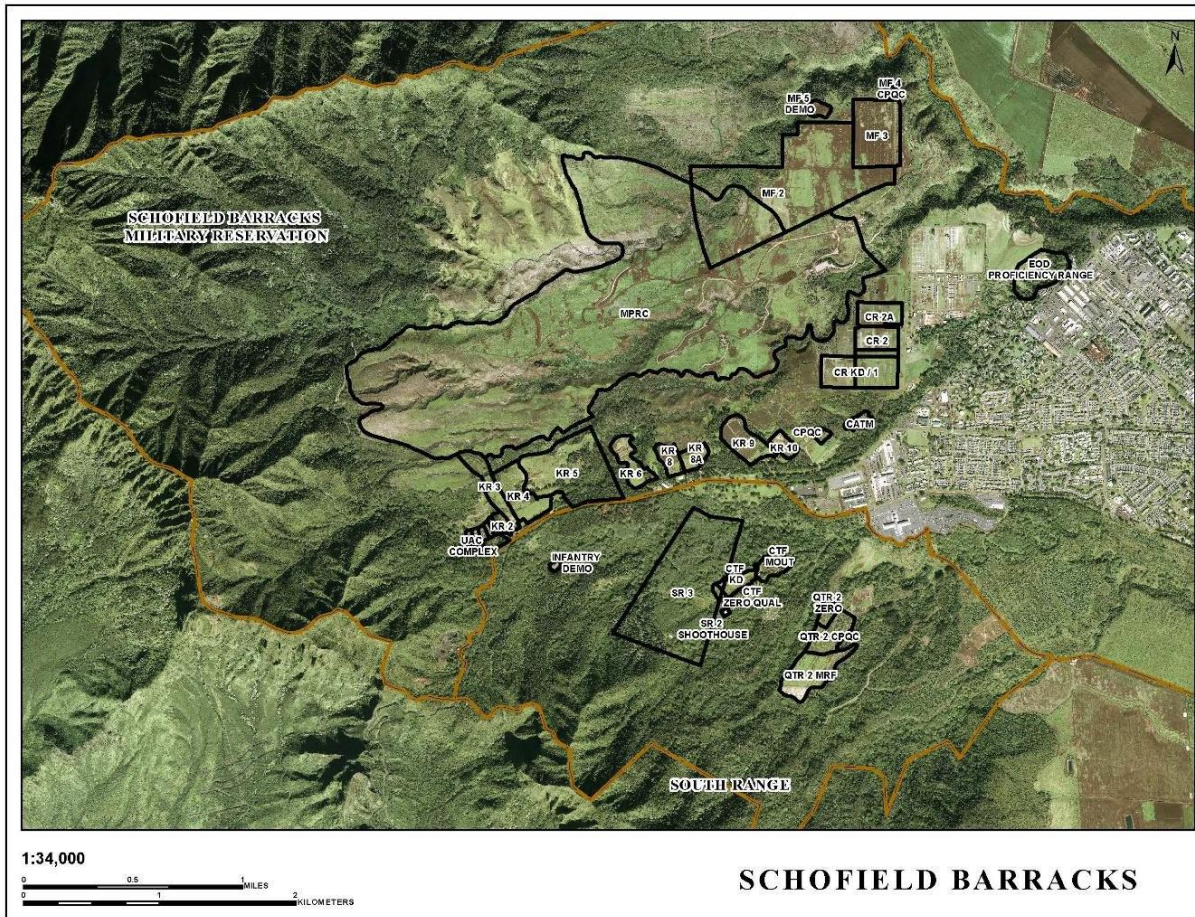 N
MF 4
CPQC
MF 5
DEMO
MF 3
MF 2
SCHOFIELD BARRACKS
MILITARY RESERVATION
EOD
PROFICIENCY RANGE
MPRC
CR 2A
CR 2
CR KD / 1
CATM
CPQC
KR 9
KR 10
KR
8
KR
8A
KR 6
KR 5
KR 3
KR 4
KR 2
UAC
COMPLEX
INFANTRY
DEMO
CTF
MOUT
CTF
KD
CTF
ZERO QUAL
SR 3
SR 2
SHOOTHOUSE
QTR 2
ZERO
QTR 2 CPQC
QTR 2 MRF
SOUTH RANGE
1:34,000
0 0.5 1 MILES
0 1 2 KILOMETERS
SCHOFIELD BARRACKS